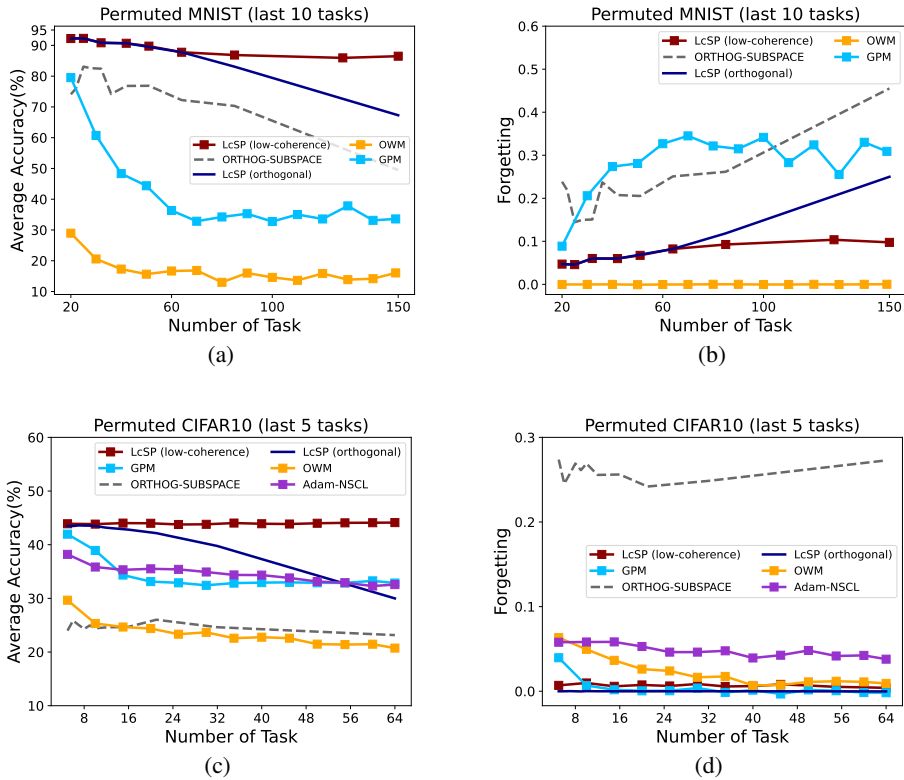 Permuted MNIST (last 10 tasks)
95
90
80
70
60
50
40
30
20
10
Average Accuracy(%)
LcSP (low-coherence)
ORTHOG-SUBSPACE
LcSP (orthogonal)
OWM
GPM
20
60
100
150
Number of Task
(a)
Permuted MNIST (last 10 tasks)
0.6
0.4
0.3
0.2
0.1
0.0
Forgetting
LcSP (low-coherence)
ORTHOG-SUBSPACE
LcSP (orthogonal)
OWM
GPM
20
60
100
150
Number of Task
(b)
Permuted CIFAR10 (last 5 tasks)
60
50
40
30
20
10
Average Accuracy(%)
LcSP (low-coherence)
GPM
ORTHOG-SUBSPACE
LcSP (orthogonal)
OWM
Adam-NSCL
8 16 24 32 40 48 56 64
Number of Task
(c)
Permuted CIFAR10 (last 5 tasks)
0.3
0.2
0.1
0.0
Forgetting
LcSP (low-coherence)
GPM
ORTHOG-SUBSPACE
LcSP (orthogonal)
OWM
Adam-NSCL
8 16 24 32 40 48 56 64
Number of Task
(d)